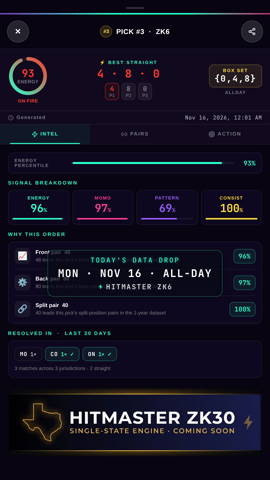 ✕
#3 PICK #3 · ZK6
93
ENERGY
ON FIRE
⚡ BEST STRAIGHT
4 · 8 · 0
4 8 0
P1 P2 P3
BOX SET
{0,4,8}
ALLDAY
Generated Nov 16, 2026, 12:01 AM
INTEL PAIRS ACTION
ENERGY PERCENTILE 93%
SIGNAL BREAKDOWN
ENERGY MOMO PATTERN CONSIST
96% 97% 69% 100%
WHY THIS ORDER
Front pair 96%
TODAY'S DATA DROP
MON · NOV 16 · ALL-DAY
⚡ HITMASTER ZK6
97%
Split pair 40 100%
40 leads this pick's split-position pairs in the 1-year dataset
RESOLVED IN · LAST 30 DAYS
MO 1× CO 1× ✓ ON 1× ✓
3 matches across 3 jurisdictions · 2 straight
HITMASTER ZK30
SINGLE-STATE ENGINE · COMING SOON